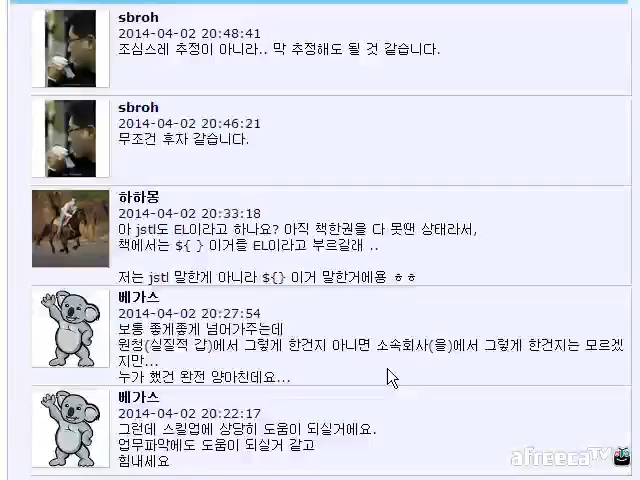 sbroh
2014-04-02 20:48:41
조심스레 추정이 아니라.. 막 추정해도 될 것 같습니다.
sbroh
2014-04-02 20:46:21
무조건 후자 같습니다.
하하몽
2014-04-02 20:33:18
아 jstl도 EL이라고 하나요? 아직 책한권을 다 못땐 상태라서,
책에서는 ${ } 이거를 EL이라고 부르길래 ..
저는 jstl 말한게 아니라 ${} 이거 말한거에용 ㅎㅎ
베가스
2014-04-02 20:27:54
보통 좋게좋게 넘어가주는데
원청(실질적 갑)에서 그렇게 한건지 아니면 소속회사(을)에서 그렇게 한건지는 모르겠
지만...
누가 했건 완전 양아친데요...
베가스
2014-04-02 20:22:17
그런데 스킬업에 상당히 도움이 되실거에요.
업무파악에도 도움이 되실거 같고
힘내세요
afreecaTV